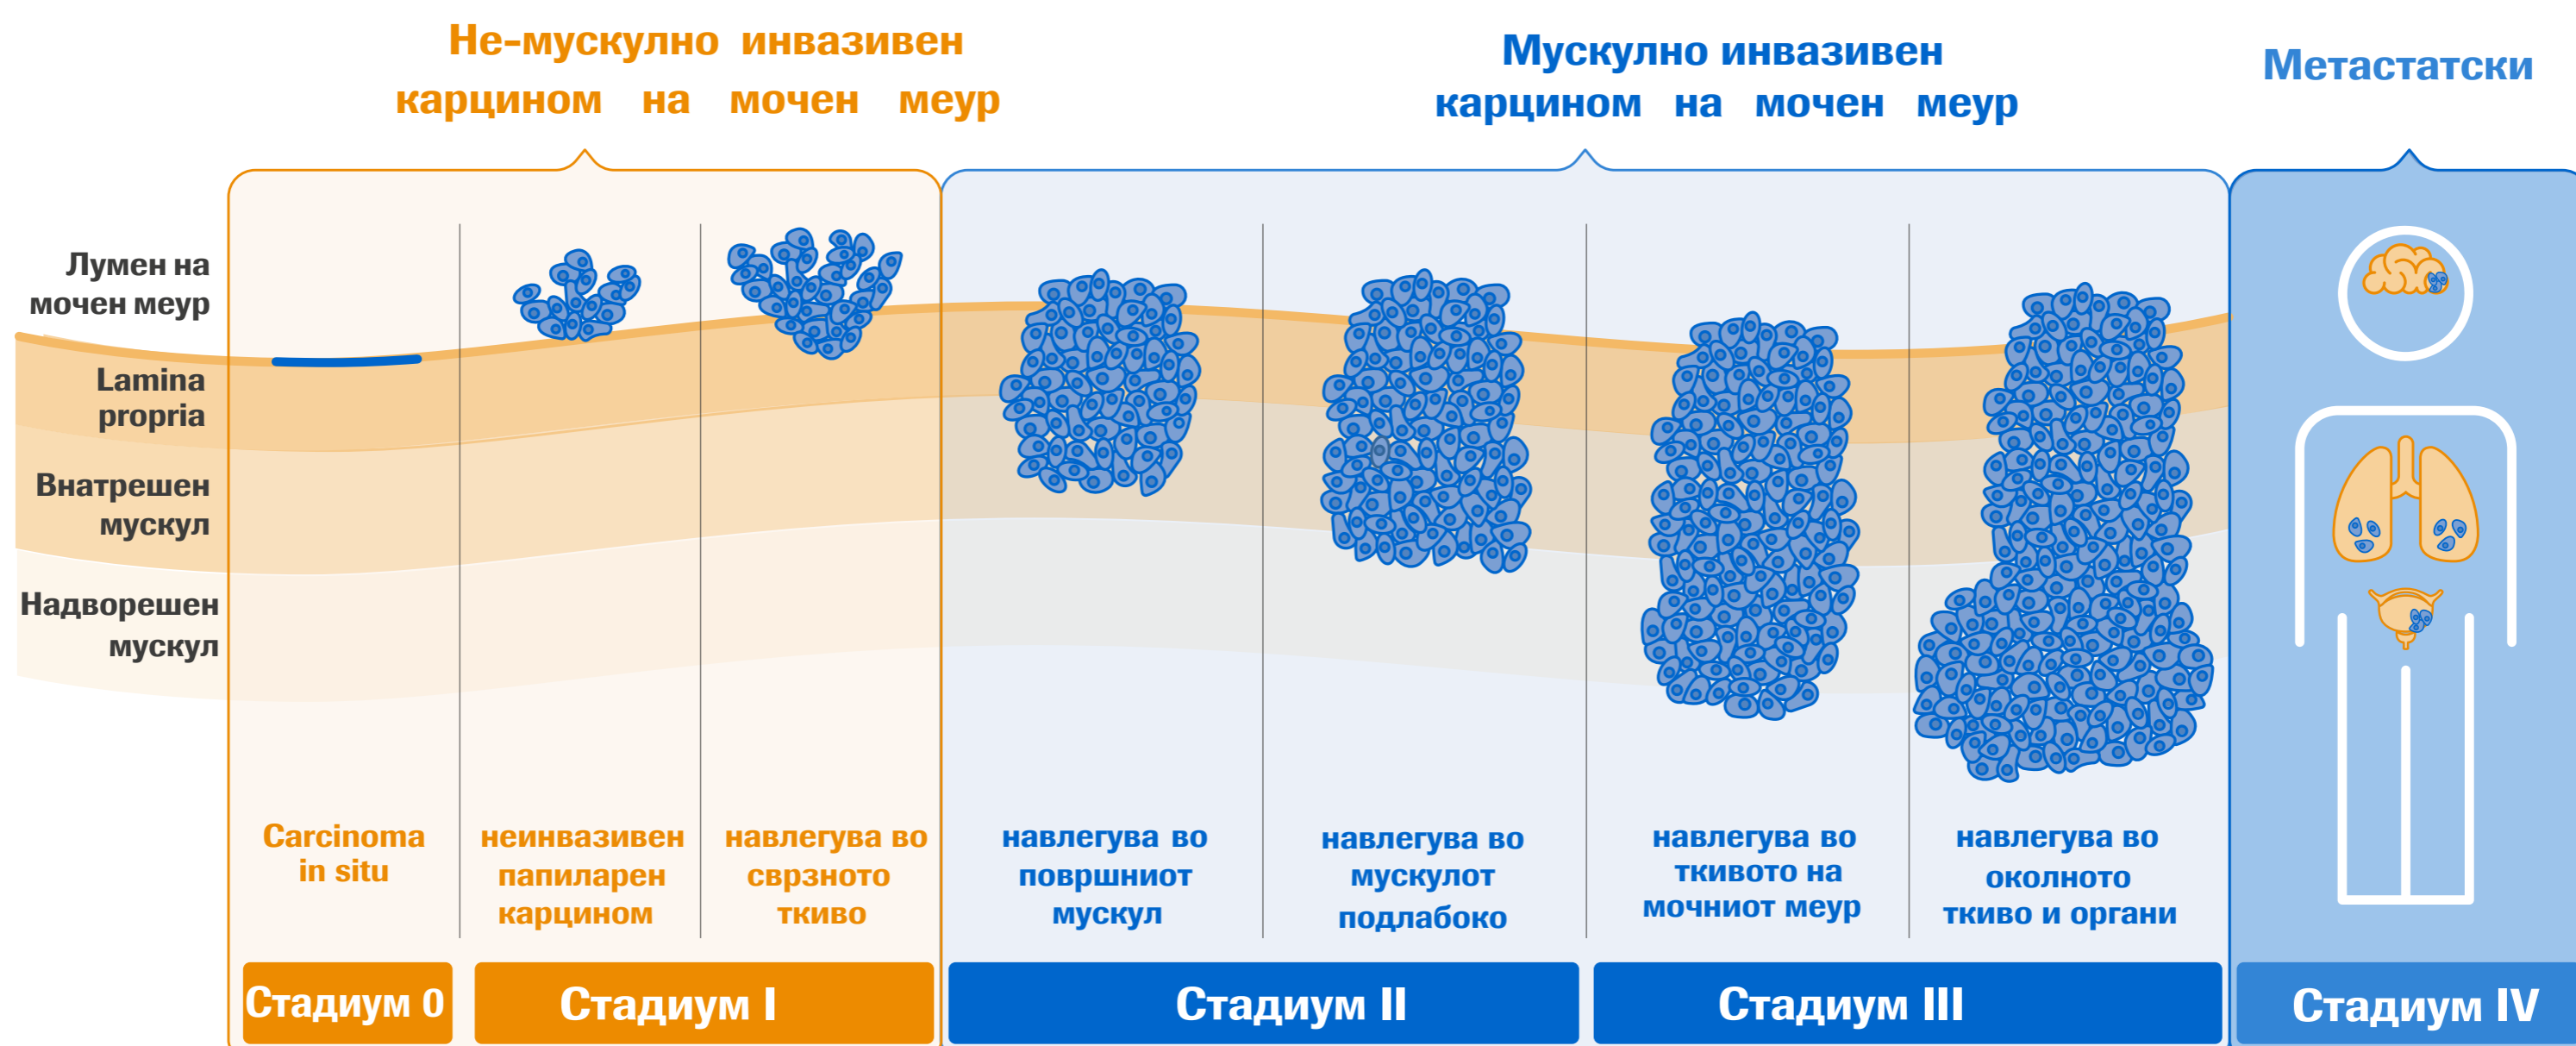 Не-мускулно инвазивен
карцином на мочен меур
Мускулно инвазивен
карцином на мочен меур
Метастатски
Лумен на
мочен меур
Lamina
propria
Внатрешен
мускул
Надворешен
мускул
Carcinoma
in situ
неинвазивен
папиларен
карцином
навлегува во
сврзното
ткиво
навлегува во
површниот
мускул
навлегува во
мускулот
подлабоко
навлегува во
ткивото на
мочниот меур
навлегува во
околното
ткиво и органи
Стадиум 0
Стадиум I
Стадиум II
Стадиум III
Стадиум IV